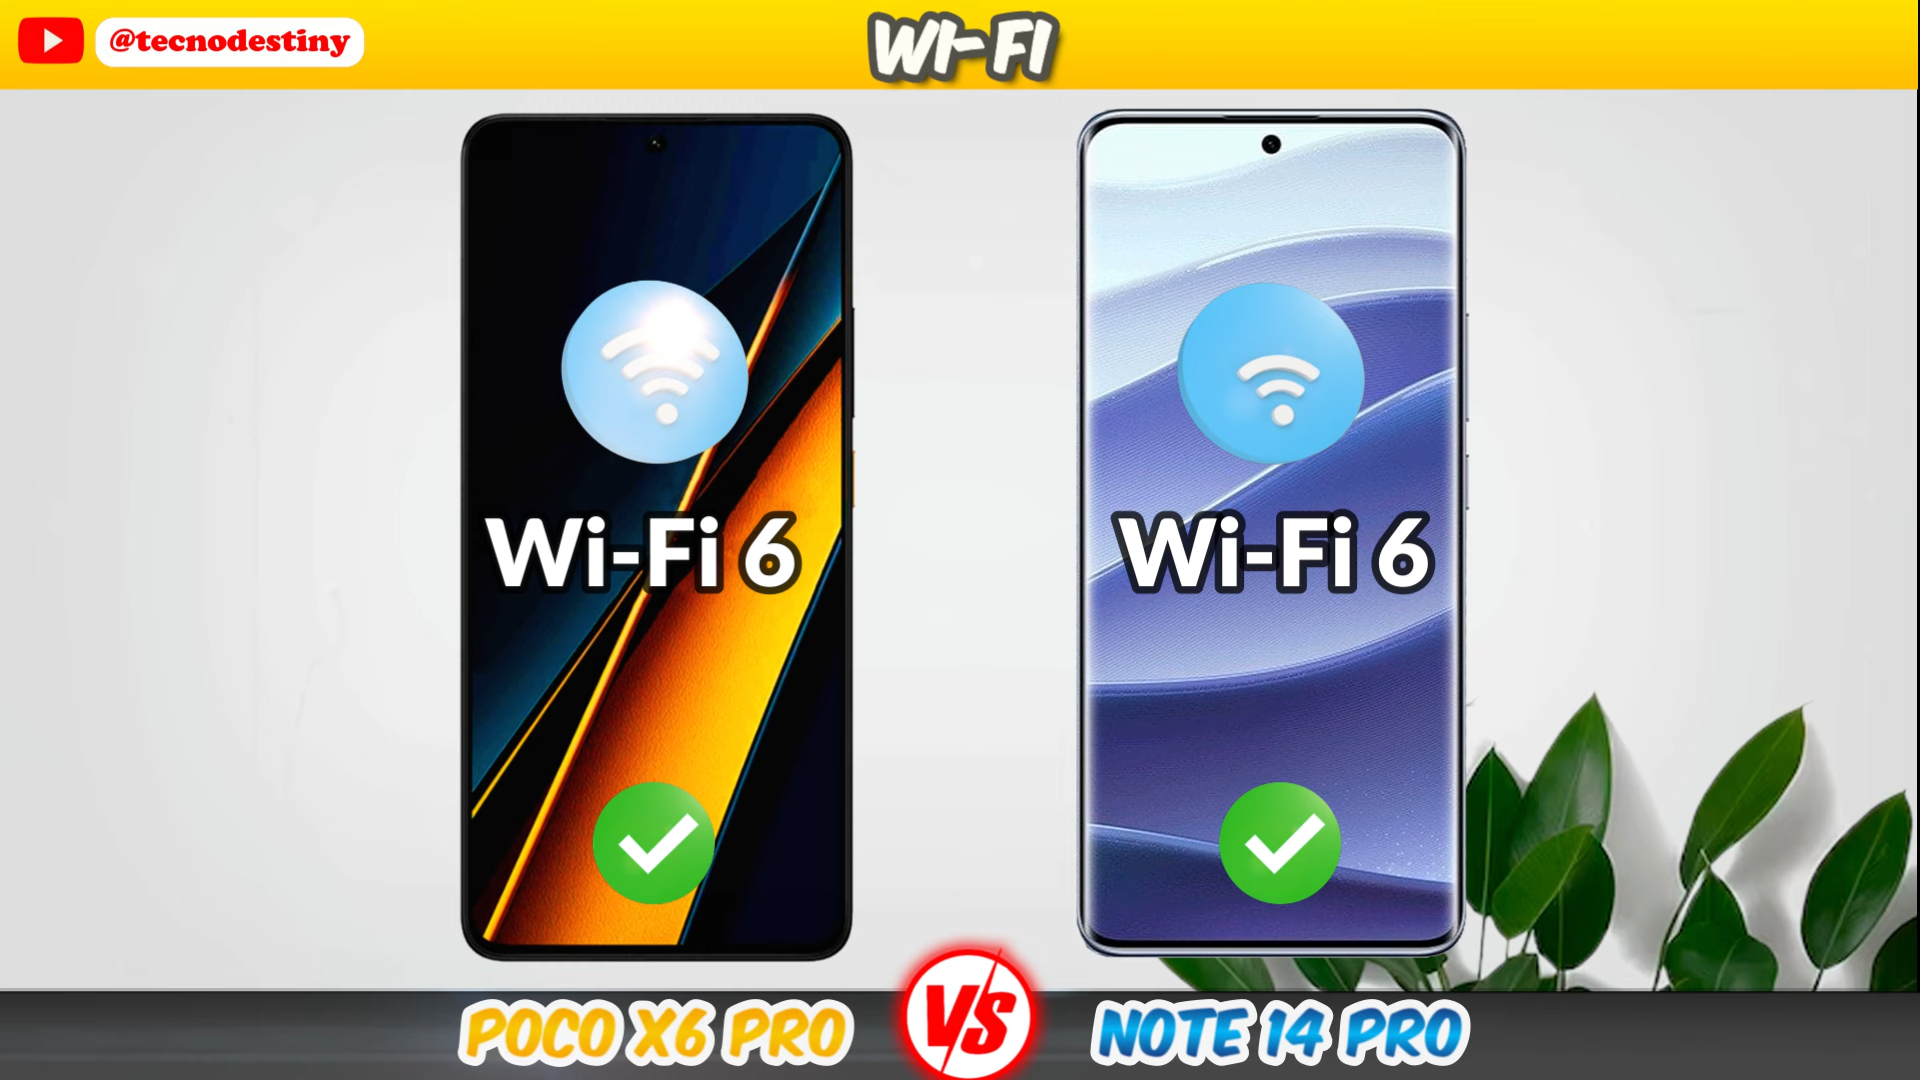 @tecnodestiny
WI-FI
Wi-Fi 6
Wi-Fi 6
POCO X6 PRO
VS
NOTE 14 PRO